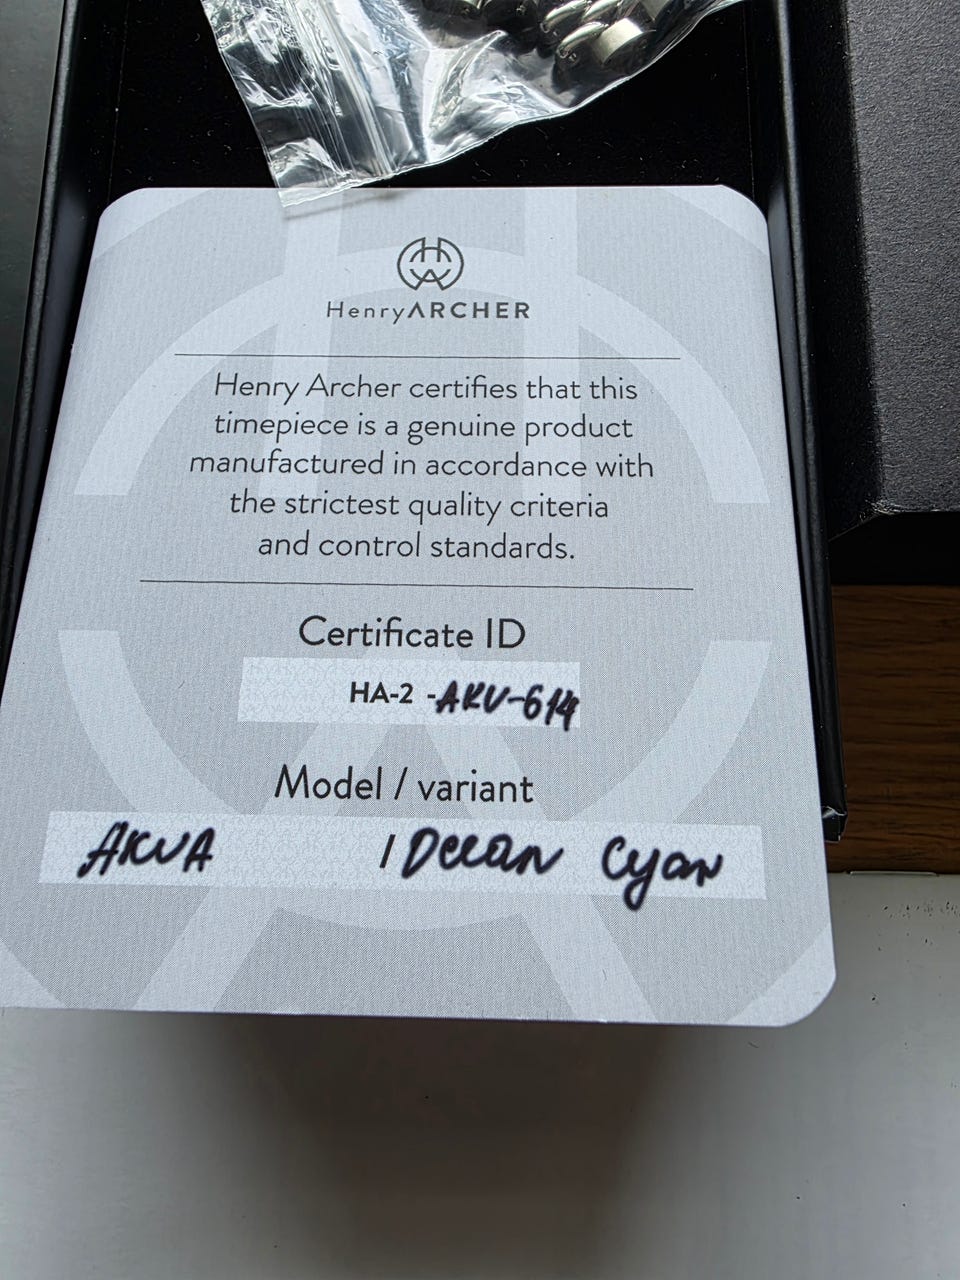 HenryARCHER
Henry Archer certifies that this
timepiece is a genuine product
manufactured in accordance with
the strictest quality criteria
and control standards.
Certificate ID
HA-2 -AKV-614
Model / variant
AKVA / Ocean Cyan